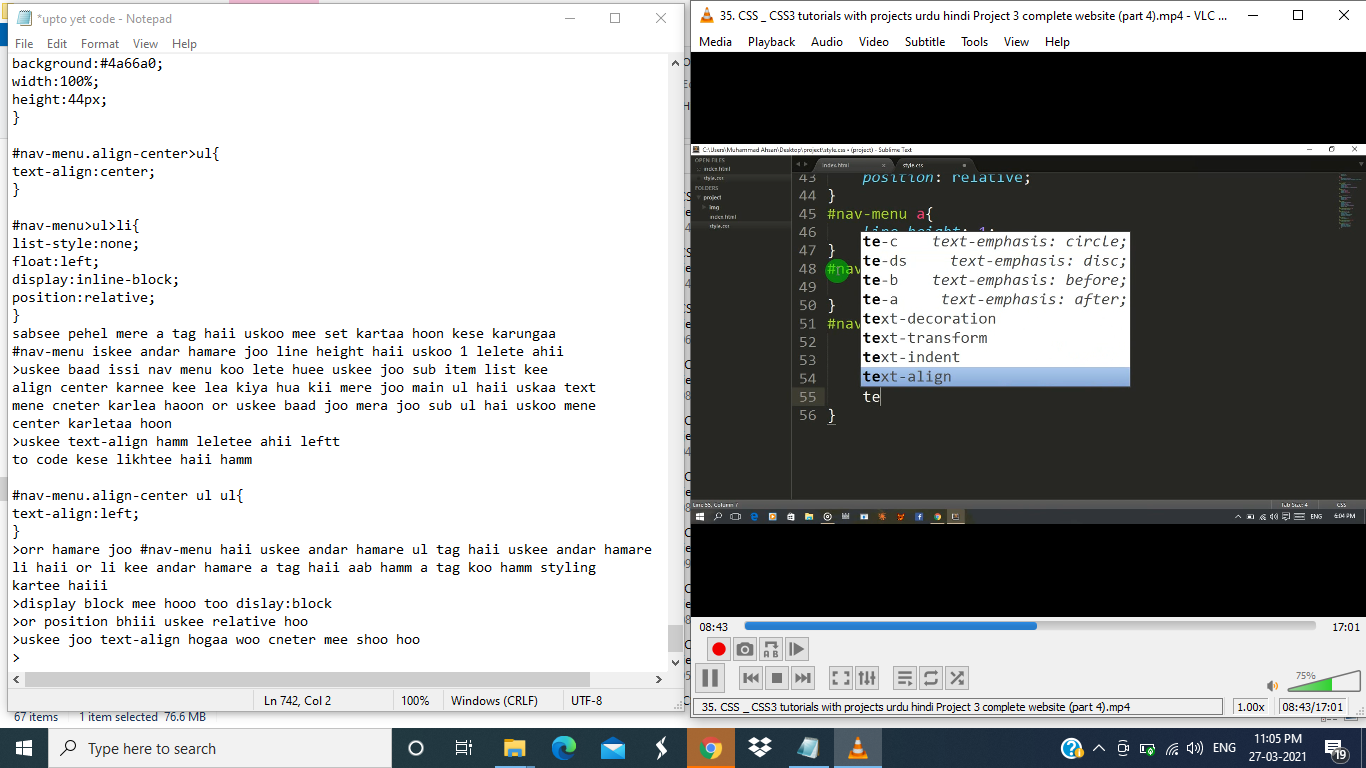 *upto yet code - Notepad
File Edit Format View Help
background:#4a66a0;
width:100%;
height:44px;
}
#nav-menu.align-center>ul{
text-align:center;
}
#nav-menu>ul>li{
list-style:none;
float:left;
display:inline-block;
position:relative;
}
sabsee pehel mere a tag haii uskoo mee set kartaa hoon kese karungaa
#nav-menu iskee andar hamare joo line height haii uskoo 1 lelete ahii
>uskee baad issi nav menu koo lete huee uskee joo sub item list kee
align center karnee kee lea kiya hua kii mere joo main ul haii uskaa text
mene cneter karlea haoon or uskee baad joo mera joo sub ul hai uskoo mene
center karletaa hoon
>uskee text-align hamm leletee ahii leftt
to code kese likhtee haii hamm
#nav-menu.align-center ul ul{
text-align:left;
}
>orr hamare joo #nav-menu haii uskee andar hamare ul tag haii uskee andar hamare
li haii or li kee andar hamare a tag haii aab hamm a tag koo hamm styling
kartee haiii
>display block mee hooo too dislay:block
>or position bhiii uskee relative hoo
>uskee joo text-align hogaa woo cneter mee shoo hoo
>
Ln 742, Col 2 100% Windows (CRLF) UTF-8
67 items 1 item selected 76.6 MB
35. CSS _ CSS3 tutorials with projects urdu hindi Project 3 complete website (part 4).mp4 - VLC ...
Media Playback Audio Video Subtitle Tools View Help
C:\Users\Muhammad Ahsan\Desktop\project\style.css • (project) - Sublime Text
OPEN FILES
index.html
style.css
FOLDERS
project
img
index.html
style.css
index.html style.css
43 position: relative;
44 }
45 #nav-menu a{
46 line-height: 1;
47 }
48 #nav
49
50 }
51 #nav
52
53
54
55 te
56 }
te-c text-emphasis: circle;
te-ds text-emphasis: disc;
te-b text-emphasis: before;
te-a text-emphasis: after;
text-decoration
text-transform
text-indent
text-align
Line 55, Column 7 Tab Size: 4 CSS
ENG 6:04 PM
08:43 17:01
75%
35. CSS _ CSS3 tutorials with projects urdu hindi Project 3 complete website (part 4).mp4 1.00x 08:43/17:01
Type here to search
ENG 11:05 PM
27-03-2021
19